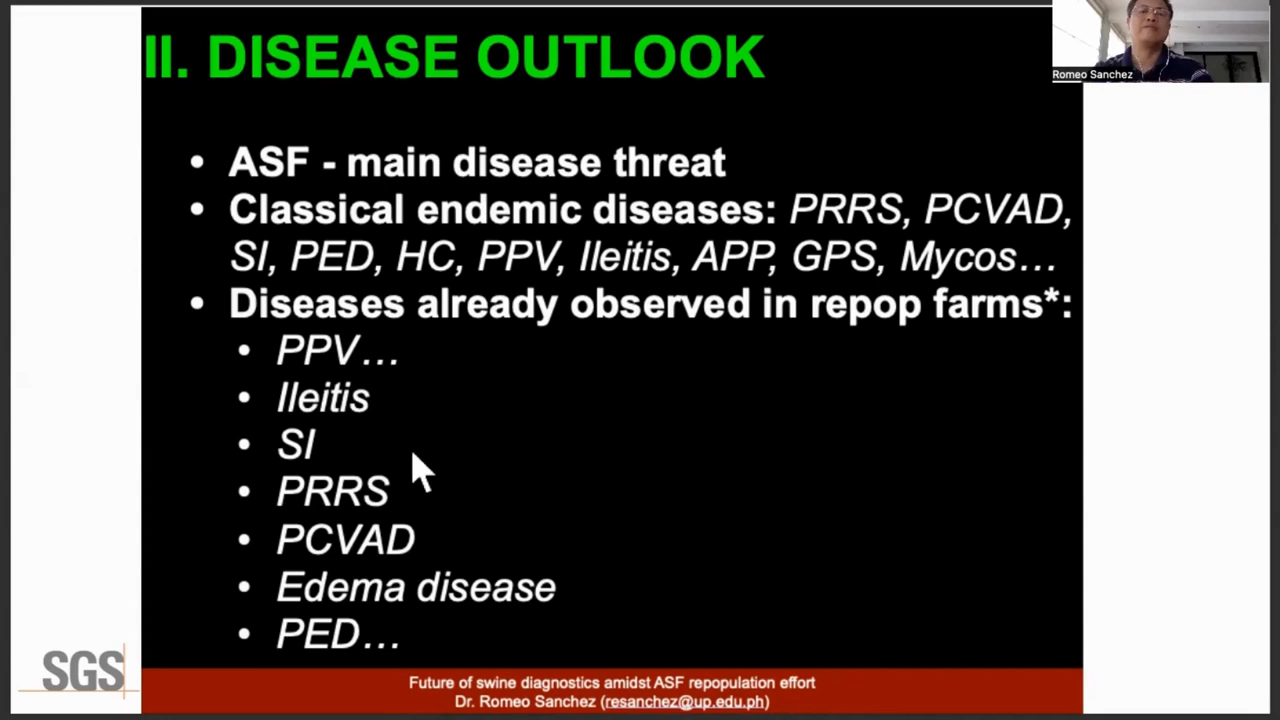 II. DISEASE OUTLOOK
Romeo Sanchez
• ASF - main disease threat
• Classical endemic diseases: PRRS, PCVAD,
SI, PED, HC, PPV, Ileitis, APP, GPS, Mycos…
• Diseases already observed in repop farms*:
• PPV…
• Ileitis
• SI
• PRRS
• PCVAD
• Edema disease
• PED…
SGS
Future of swine diagnostics amidst ASF repopulation effort
Dr. Romeo Sanchez (resanchez@up.edu.ph)